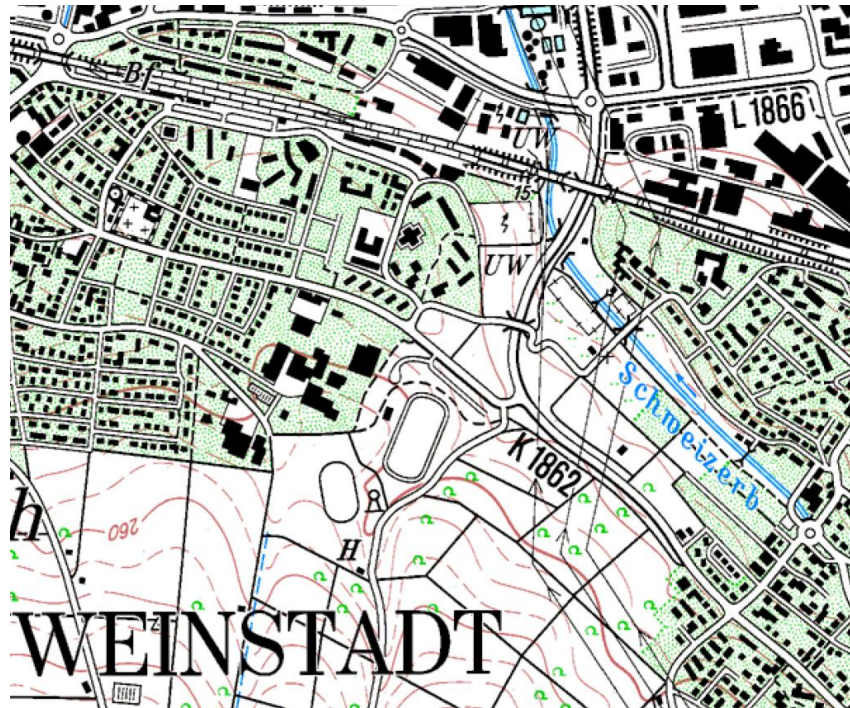 Bf
L 1866
UW
15
UW
Schweizerb
K 1862
h
260
H
WEINSTADT